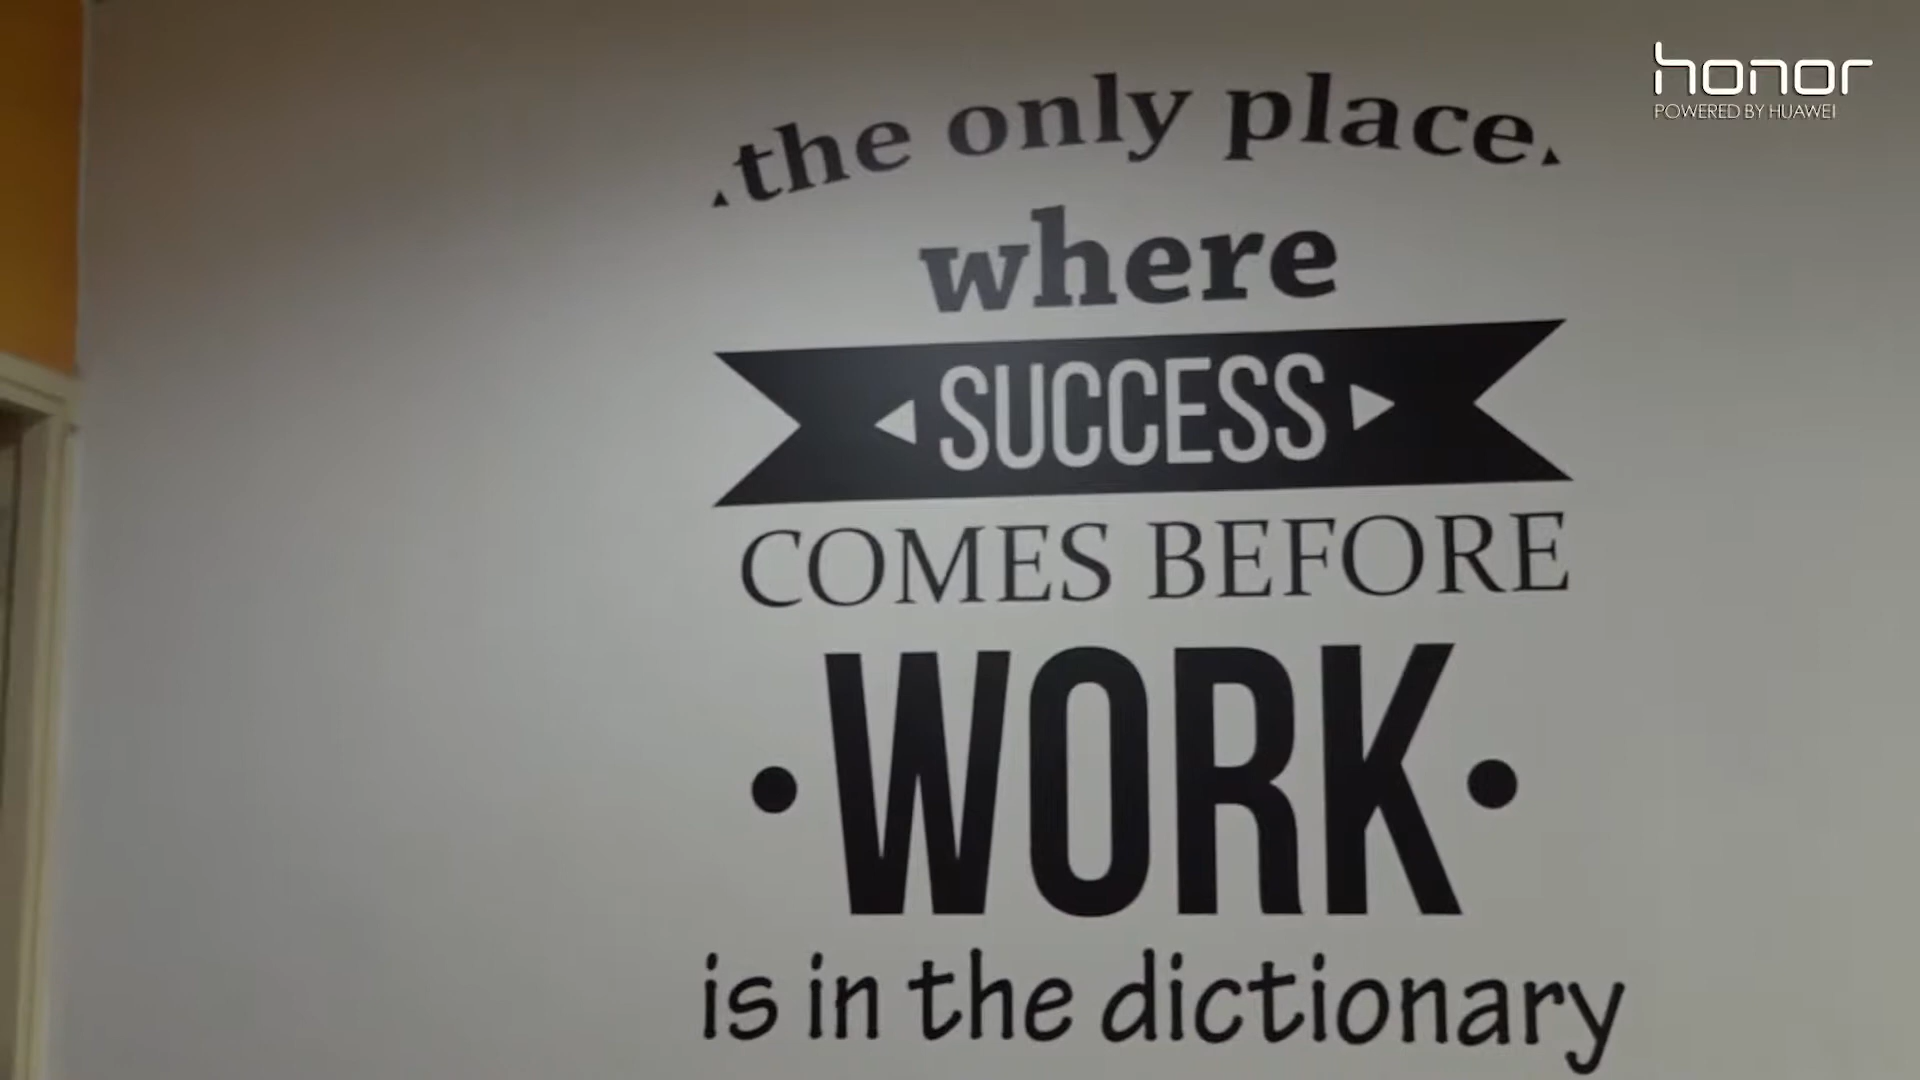 the only place
where
SUCCESS
COMES BEFORE
WORK
is in the dictionary
honor
POWERED BY HUAWEI